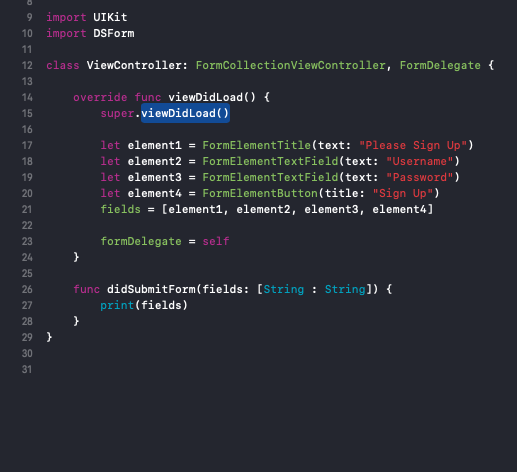 8
9 import UIKit
10 import DSForm
11
12 class ViewController: FormCollectionViewController, FormDelegate {
13
14     override func viewDidLoad() {
15         super.viewDidLoad()
16
17         let element1 = FormElementTitle(text: "Please Sign Up")
18         let element2 = FormElementTextField(text: "Username")
19         let element3 = FormElementTextField(text: "Password")
20         let element4 = FormElementButton(title: "Sign Up")
21         fields = [element1, element2, element3, element4]
22
23         formDelegate = self
24     }
25
26     func didSubmitForm(fields: [String : String]) {
27         print(fields)
28     }
29 }
30
31